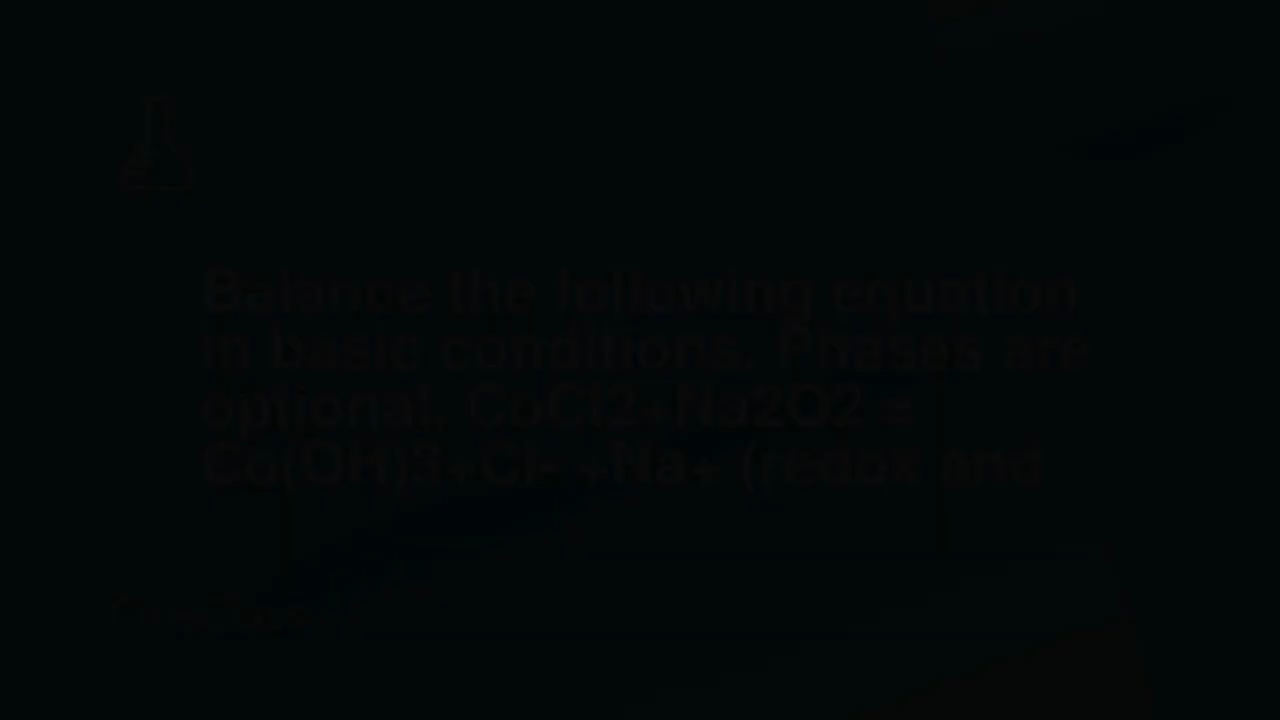 Balance the following equation
in basic conditions. Phases are
optional. CoCl2+Na2O2 =
Co(OH)3+Cl- +Na+ (redox and